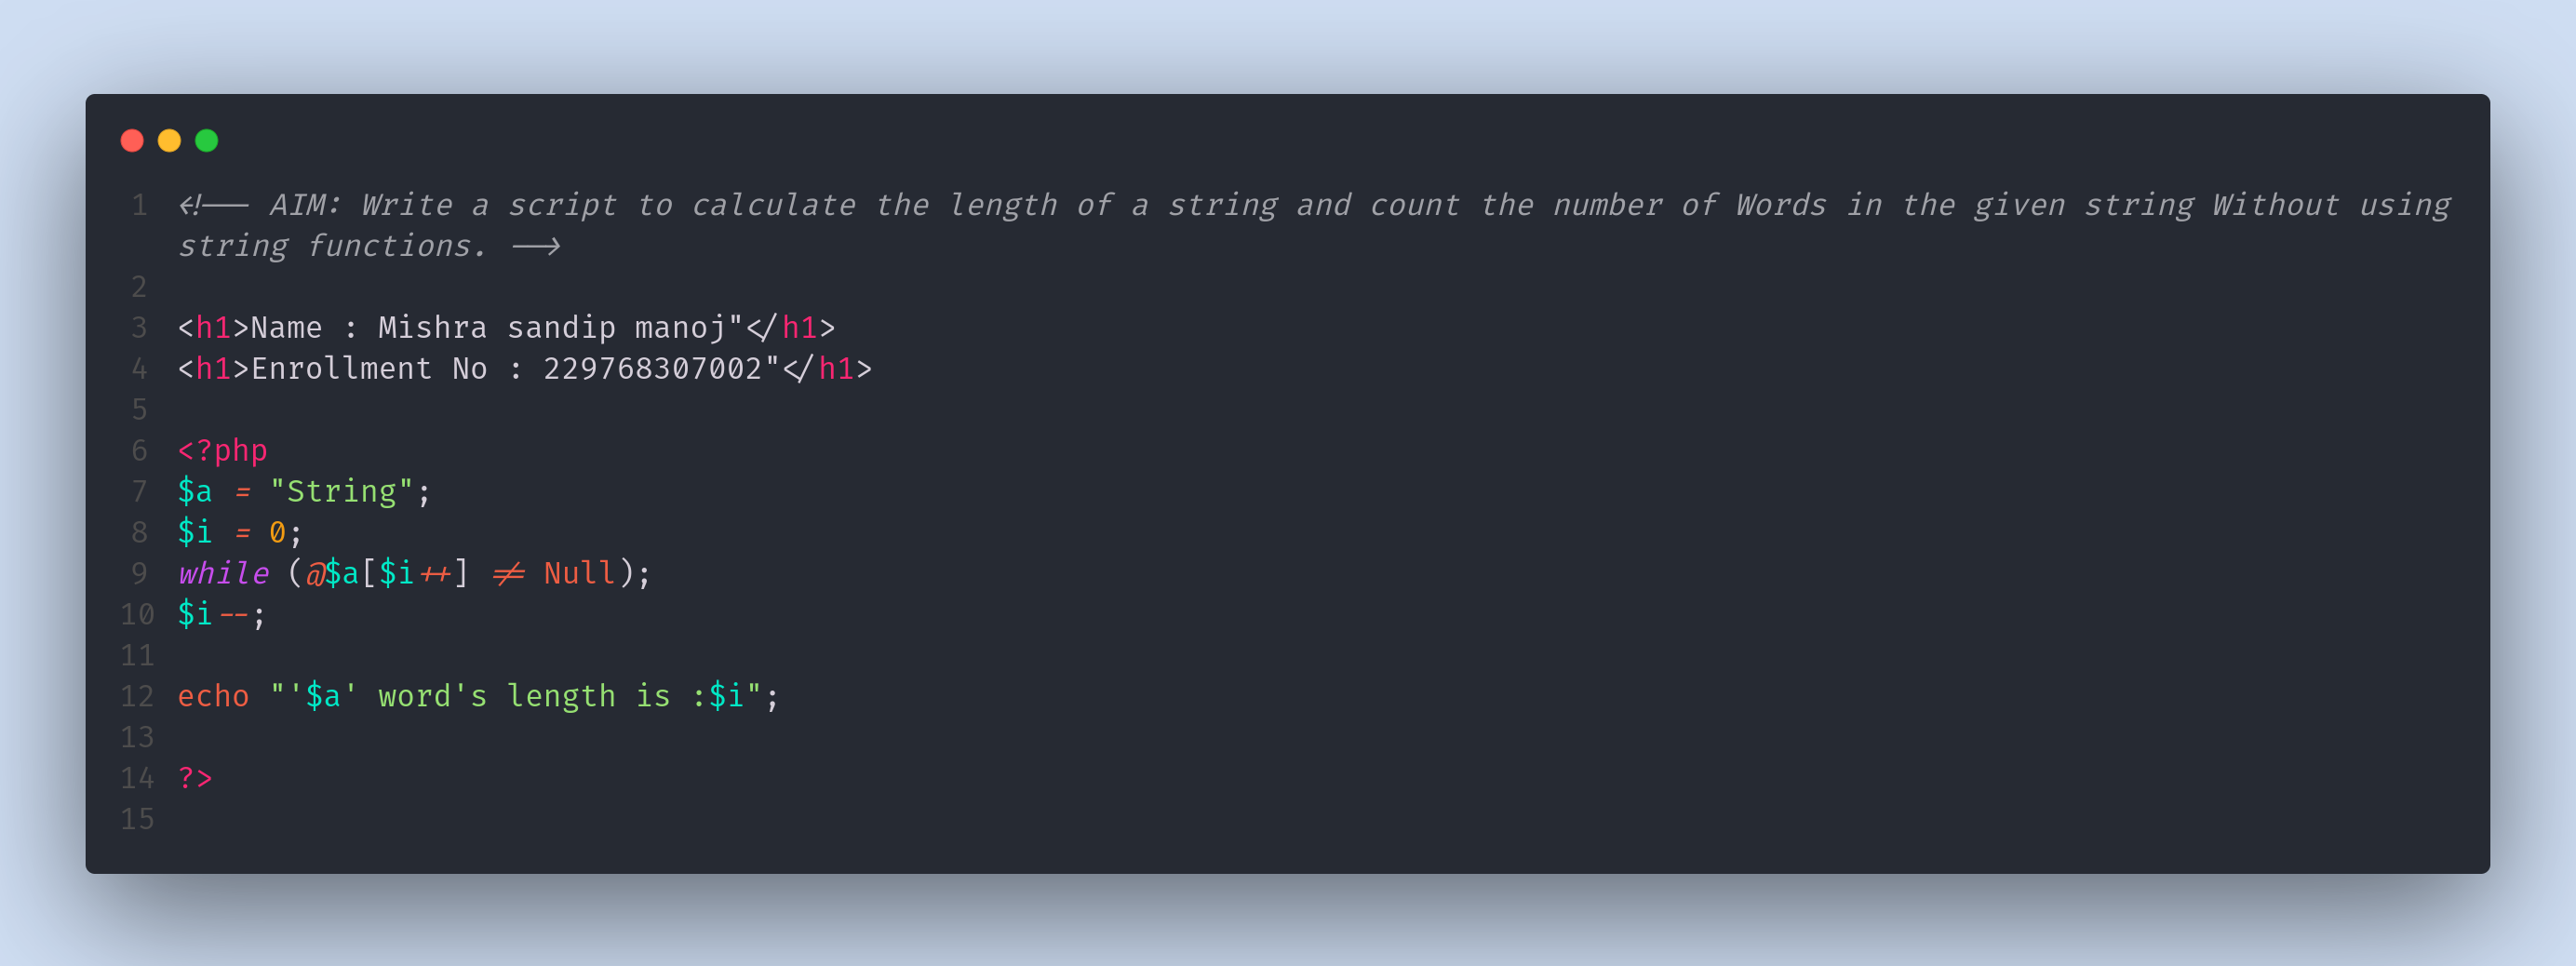 1 <!-- AIM: Write a script to calculate the length of a string and count the number of Words in the given string Without using
string functions. -->
2
3 <h1>Name : Mishra sandip manoj"</h1>
4 <h1>Enrollment No : 229768307002"</h1>
5
6 <?php
7 $a = "String";
8 $i = 0;
9 while (@$a[$i++] != Null);
10 $i--;
11
12 echo "'$a' word's length is :$i";
13
14 ?>
15